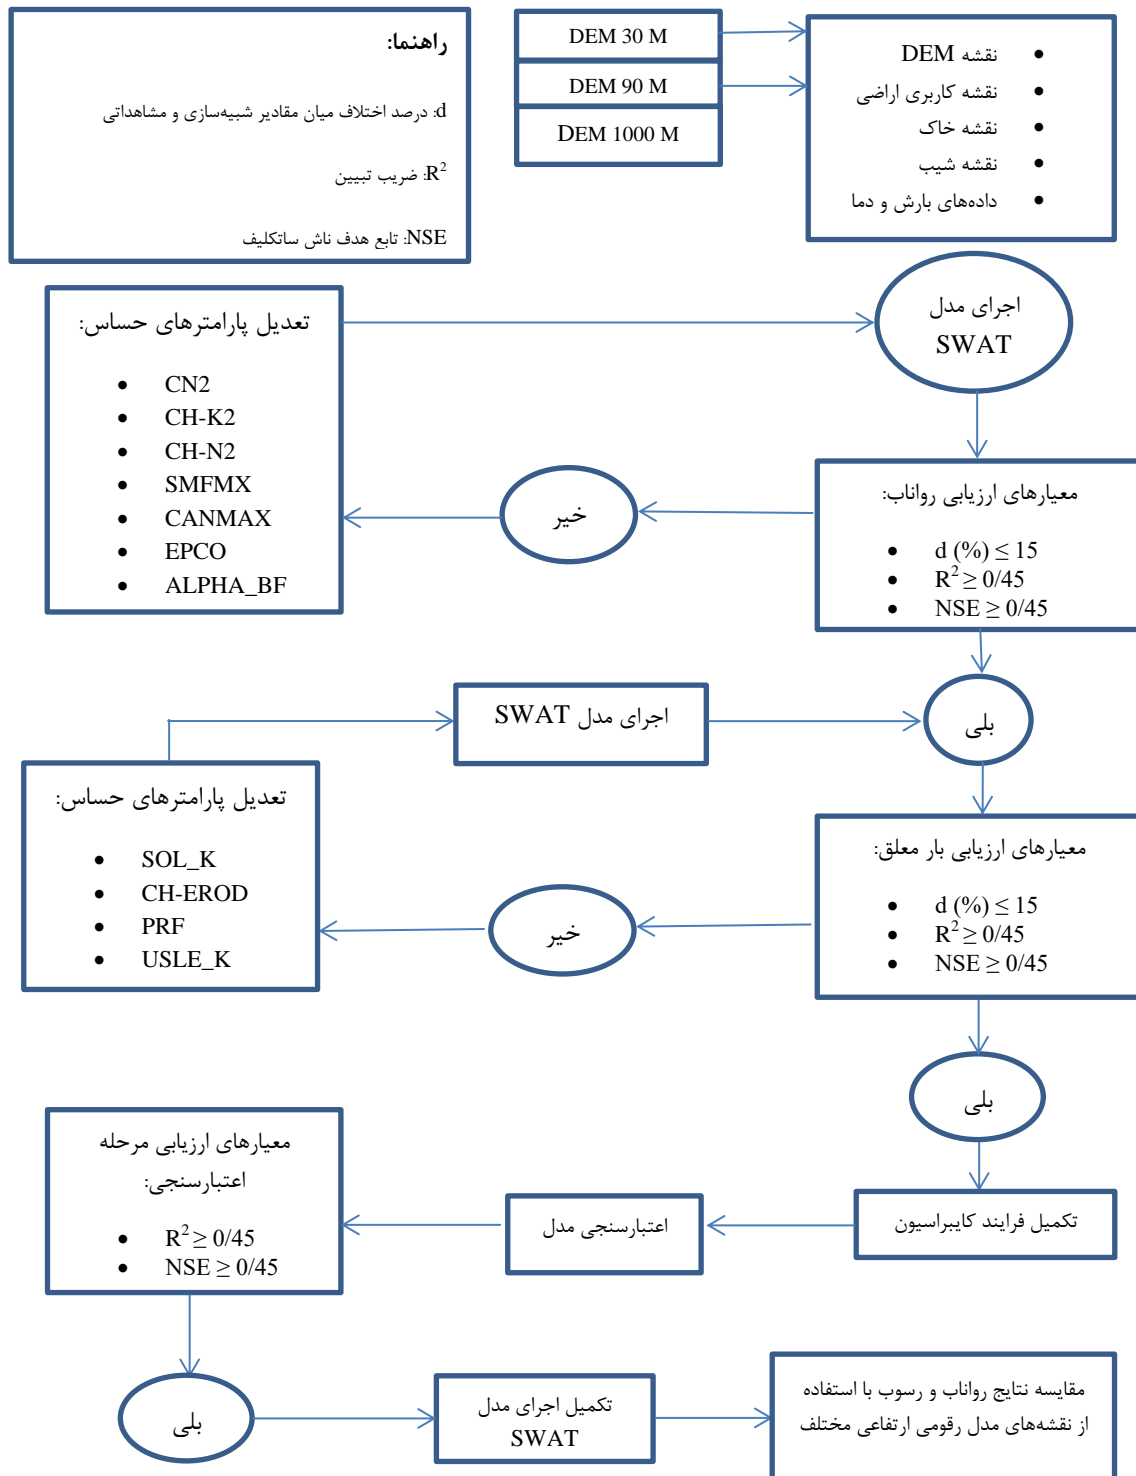 راهنما:
d: درصد اختلاف میان مقادیر شبیه‌سازی و مشاهداتی
R²: ضریب تبیین
NSE: تابع هدف ناش ساتکلیف
DEM 30 M
DEM 90 M
DEM 1000 M
• نقشه DEM
• نقشه کاربری اراضی
• نقشه خاک
• نقشه شیب
• داده‌های بارش و دما
اجرای مدل
SWAT
تعدیل پارامترهای حساس:
• CN2
• CH-K2
• CH-N2
• SMFMX
• CANMAX
• EPCO
• ALPHA_BF
خیر
معیارهای ارزیابی رواناب:
• d (%) ≤ 15
• R² ≥ 0/45
• NSE ≥ 0/45
اجرای مدل SWAT
بلی
تعدیل پارامترهای حساس:
• SOL_K
• CH-EROD
• PRF
• USLE_K
خیر
معیارهای ارزیابی بار معلق:
• d (%) ≤ 15
• R² ≥ 0/45
• NSE ≥ 0/45
بلی
تکمیل فرایند کایبراسیون
اعتبارسنجی مدل
معیارهای ارزیابی مرحله
اعتبارسنجی:
• R² ≥ 0/45
• NSE ≥ 0/45
بلی
تکمیل اجرای مدل
SWAT
مقایسه نتایج رواناب و رسوب با استفاده
از نقشه‌های مدل رقومی ارتفاعی مختلف